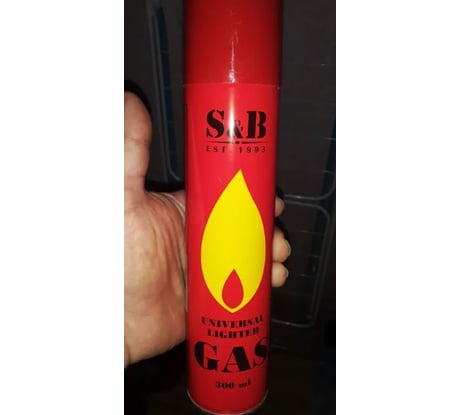 S&B
EST. 1993
UNIVERSAL
LIGHTER
GAS
300 ml